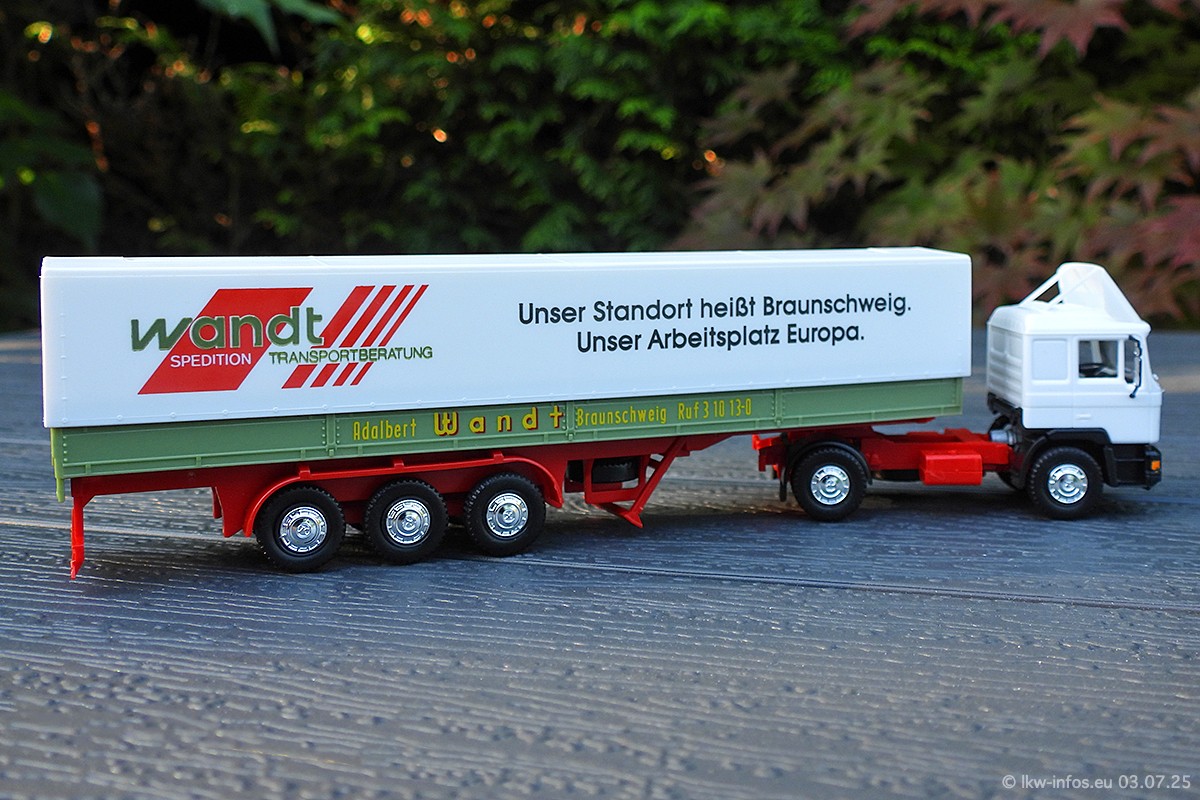 wandt
SPEDITION TRANSPORTBERATUNG
Unser Standort heißt Braunschweig.
Unser Arbeitsplatz Europa.
Adalbert Wandt Braunschweig Ruf 3 10 13-0
© lkw-infos.eu 03.07.25